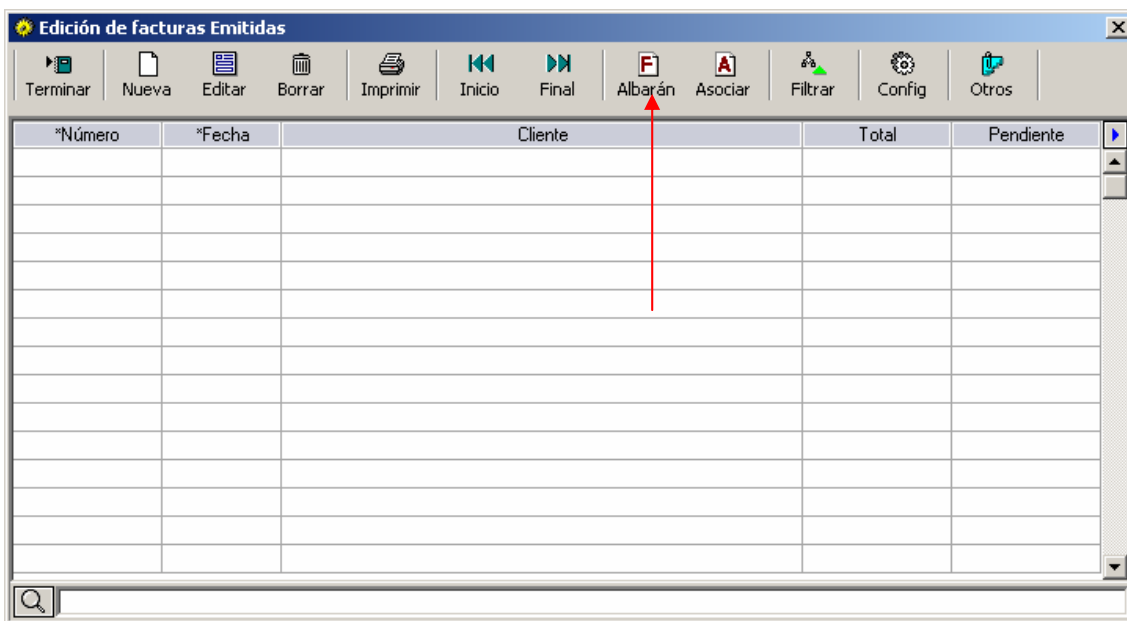 Edición de facturas Emitidas
Terminar Nueva Editar Borrar Imprimir Inicio Final F Albarán A Asociar Filtrar Config Otros
*Número *Fecha Cliente Total Pendiente